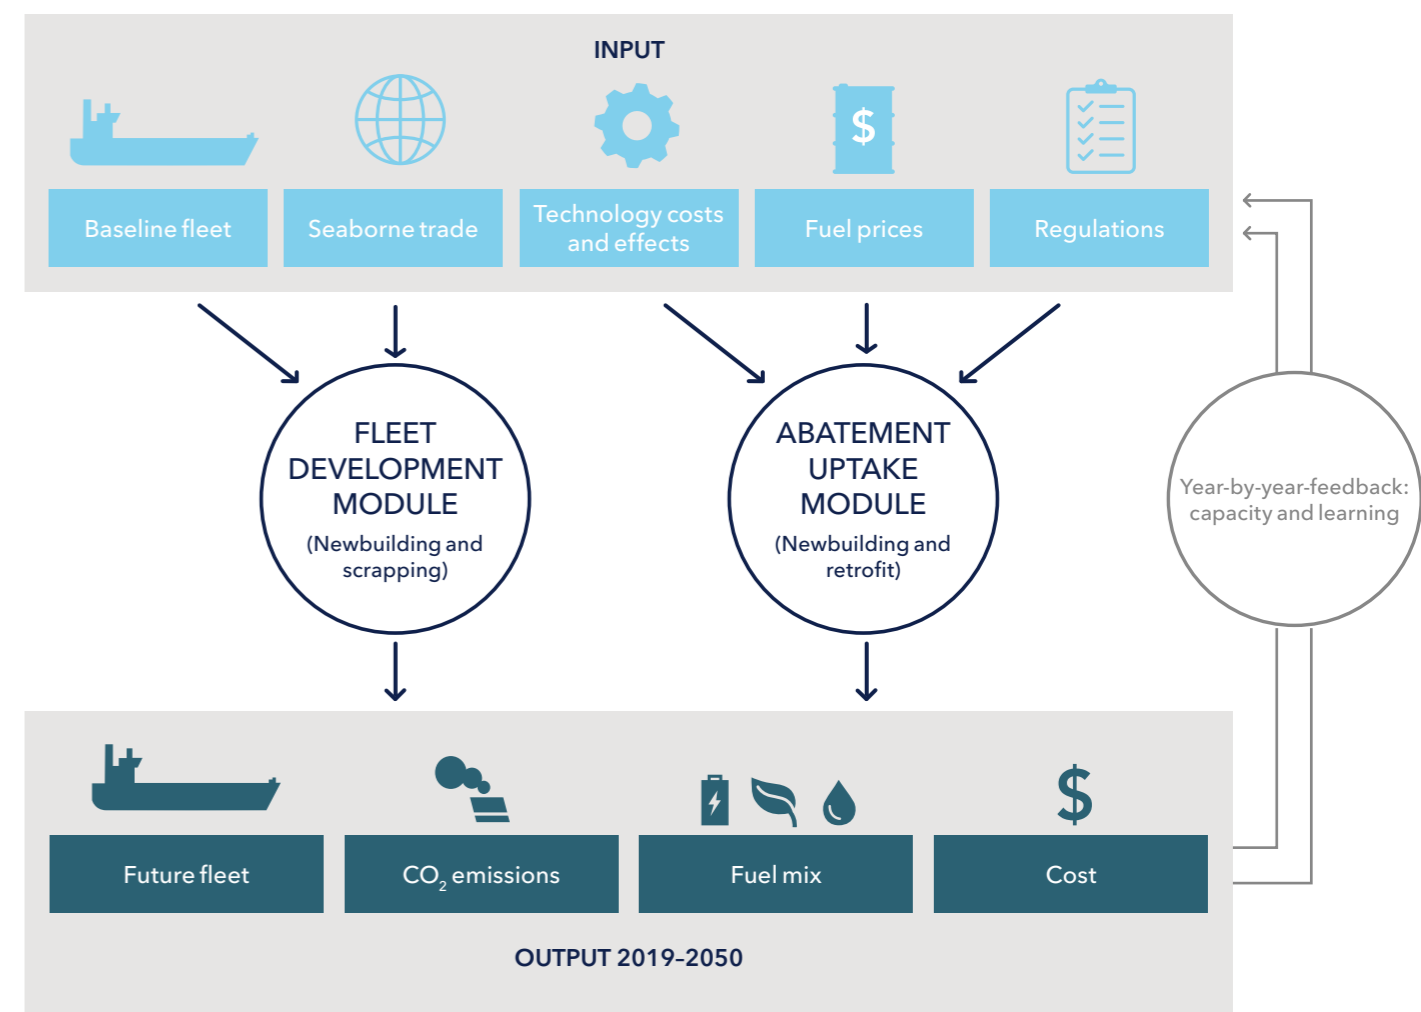 INPUT
$
Baseline fleet
Seaborne trade
Technology costs
and effects
Fuel prices
Regulations
FLEET
DEVELOPMENT
MODULE
(Newbuilding and
scrapping)
ABATEMENT
UPTAKE
MODULE
(Newbuilding and
retrofit)
Year-by-year-feedback:
capacity and learning
$
Future fleet
CO₂ emissions
Fuel mix
Cost
OUTPUT 2019–2050